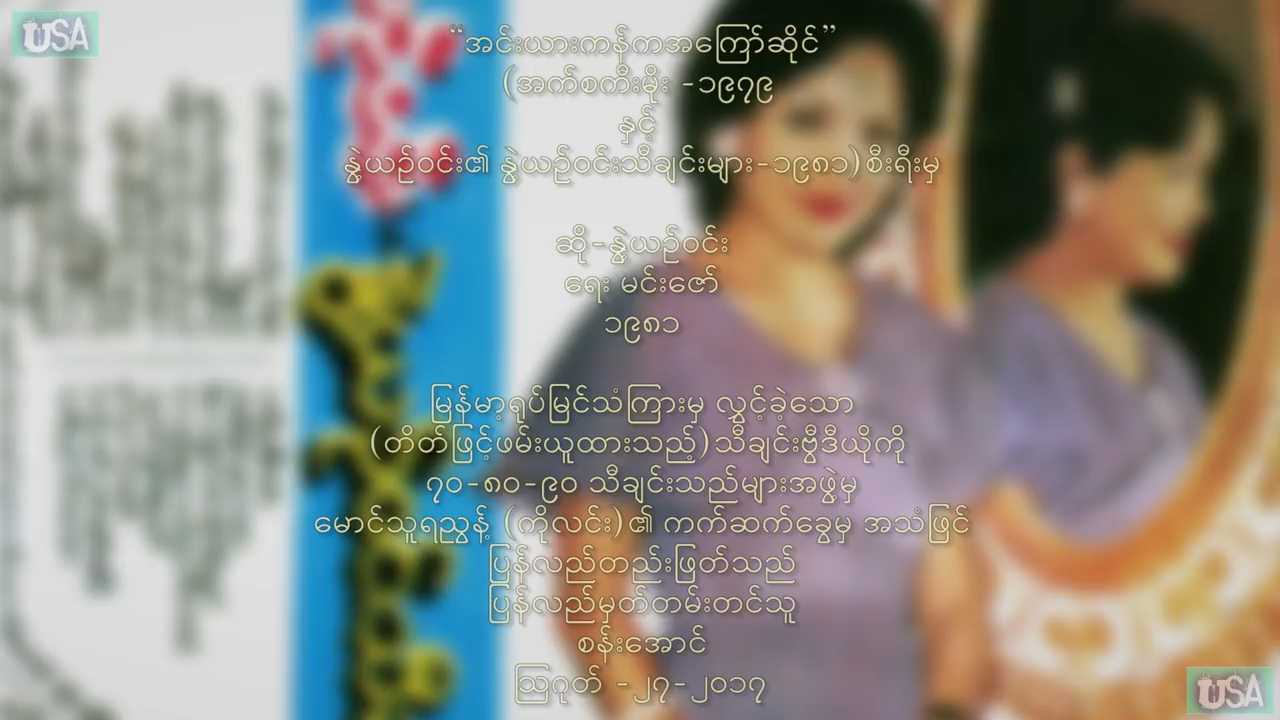 USA
“အင်းယားကန်ကအကြော်ဆိုင်”
(အက်စကီးမိုး -၁၉၇၉
နှင့်
နွဲ့ယဉ်ဝင်း၏ နွဲ့ယဉ်ဝင်းသီချင်းများ-၁၉၈၁)စီးရီးမှ
ဆို-နွဲ့ယဉ်ဝင်း
ရေး မင်းဇော်
၁၉၈၁
မြန်မာ့ရုပ်မြင်သံကြားမှ လွှင့်ခဲ့သော
(တိတ်ဖြင့်ဖမ်းယူထားသည့်)သီချင်းဗွီဒီယိုကို
၇၀-၈၀-၉၀ သီချင်းသည်များအဖွဲ့မှ
မောင်သူရညွန့် (ကိုလင်း)၏ ကက်ဆက်ခွေမှ အသံဖြင့်
ပြန်လည်တည်းဖြတ်သည်
ပြန်လည်မှတ်တမ်းတင်သူ
စန်းအောင်
ဩဂုတ် -၂၇-၂၀၁၇
USA